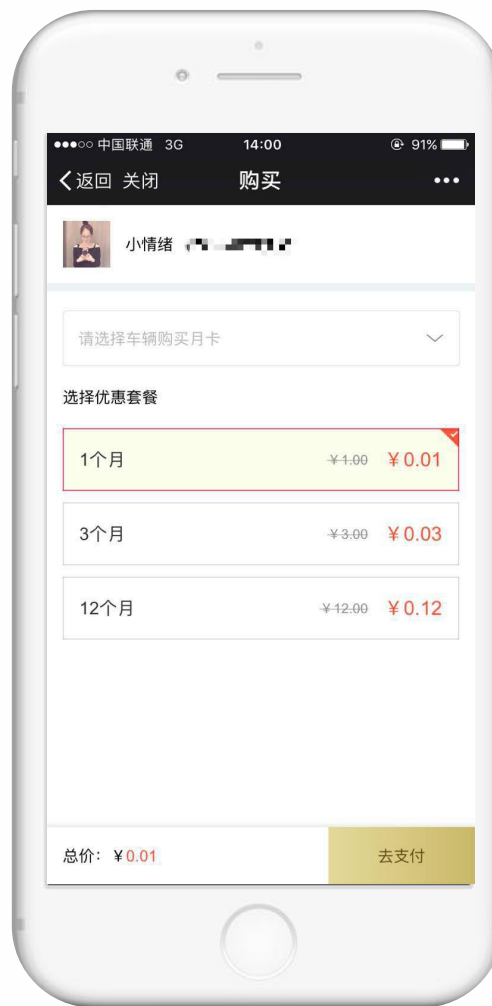 中国联通 3G 14:00 91%
返回 关闭 购买
小情绪
请选择车辆购买月卡
选择优惠套餐
1个月 ¥1.00 ¥0.01
3个月 ¥3.00 ¥0.03
12个月 ¥12.00 ¥0.12
总价：¥0.01 去支付